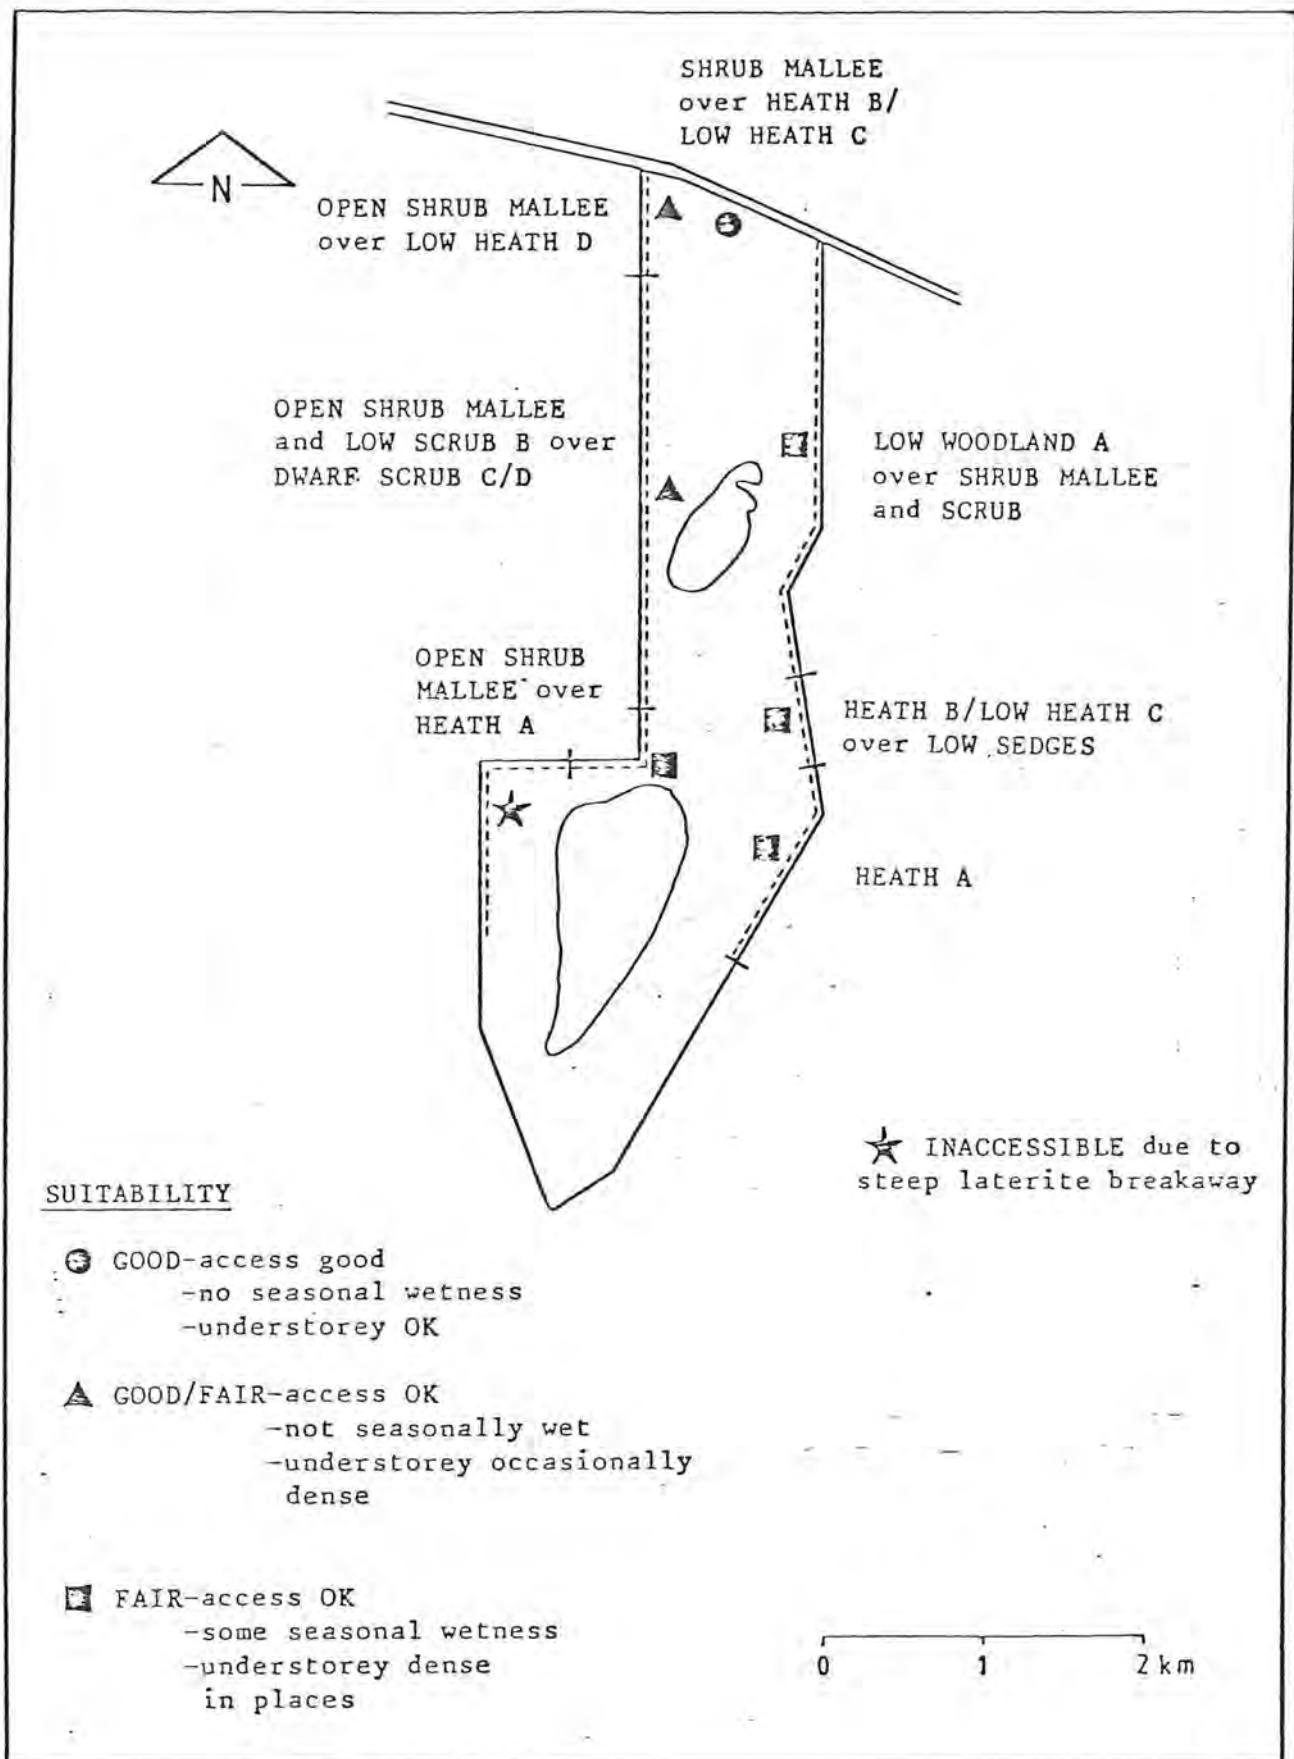 SHRUB MALLEE
over HEATH B/
LOW HEATH C
N
OPEN SHRUB MALLEE
over LOW HEATH D
OPEN SHRUB MALLEE
and LOW SCRUB B over
DWARF SCRUB C/D
LOW WOODLAND A
over SHRUB MALLEE
and SCRUB
OPEN SHRUB
MALLEE over
HEATH A
HEATH B/LOW HEATH C
over LOW SEDGES
HEATH A
INACCESSIBLE due to
steep laterite breakaway
SUITABILITY
GOOD-access good
-no seasonal wetness
-understorey OK
GOOD/FAIR-access OK
-not seasonally wet
-understorey occasionally
dense
FAIR-access OK
-some seasonal wetness
-understorey dense
in places
0 1 2 km